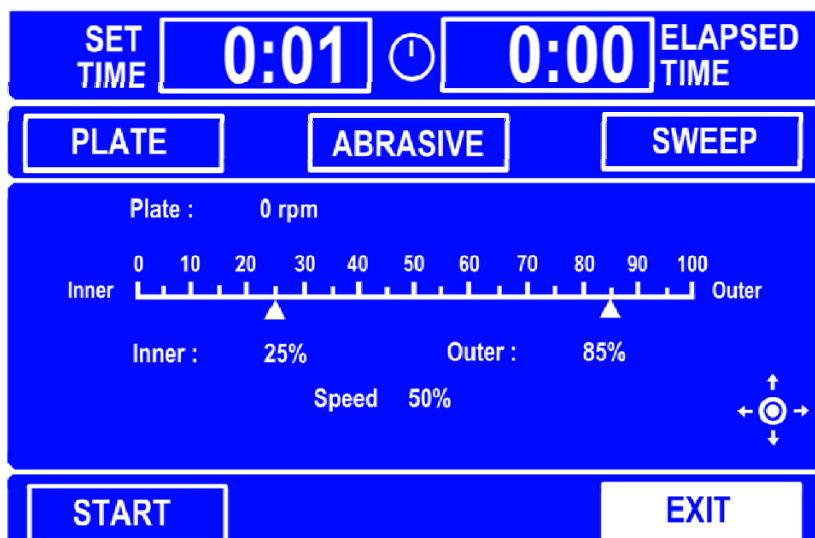 SET TIME 0:01 0:00 ELAPSED TIME
PLATE ABRASIVE SWEEP
Plate : 0 rpm
0 10 20 30 40 50 60 70 80 90 100
Inner Outer
Inner : 25% Outer : 85%
Speed 50%
START EXIT